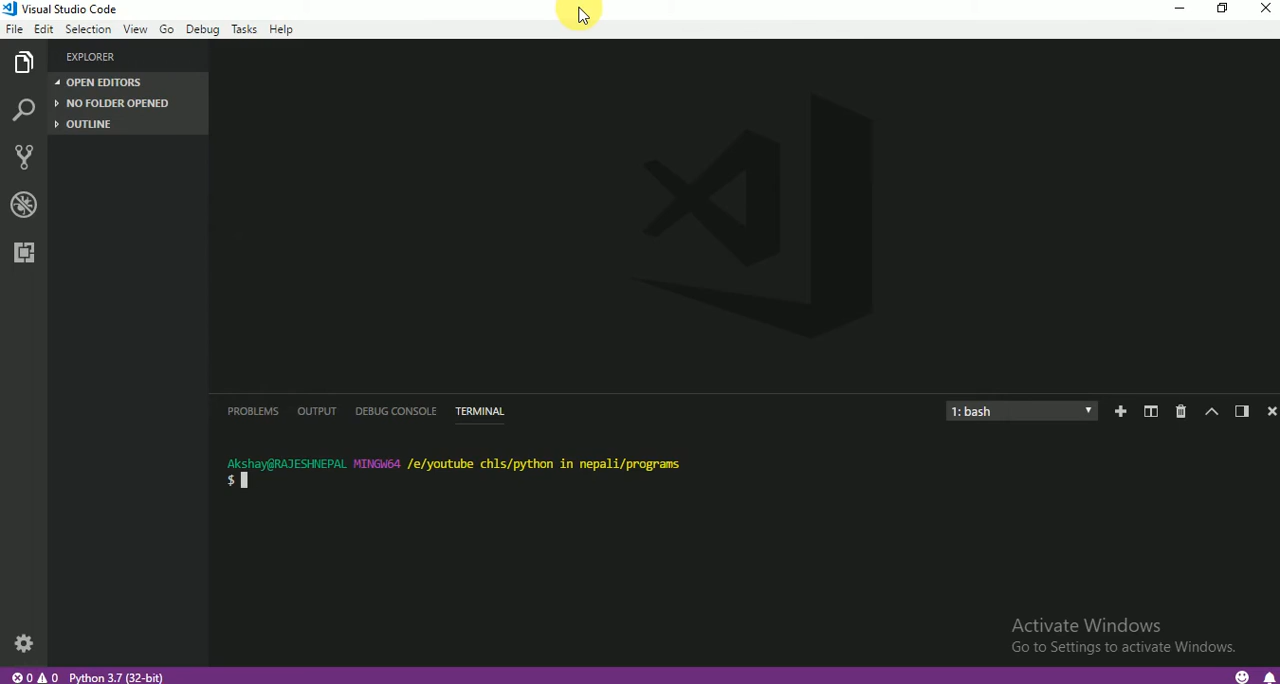 Visual Studio Code
File Edit Selection View Go Debug Tasks Help
EXPLORER
OPEN EDITORS
NO FOLDER OPENED
OUTLINE
PROBLEMS OUTPUT DEBUG CONSOLE TERMINAL 1: bash
Akshay@RAJESHNEPAL MINGW64 /e/youtube chls/python in nepali/programs
$
Activate Windows
Go to Settings to activate Windows.
0 0 Python 3.7 (32-bit)